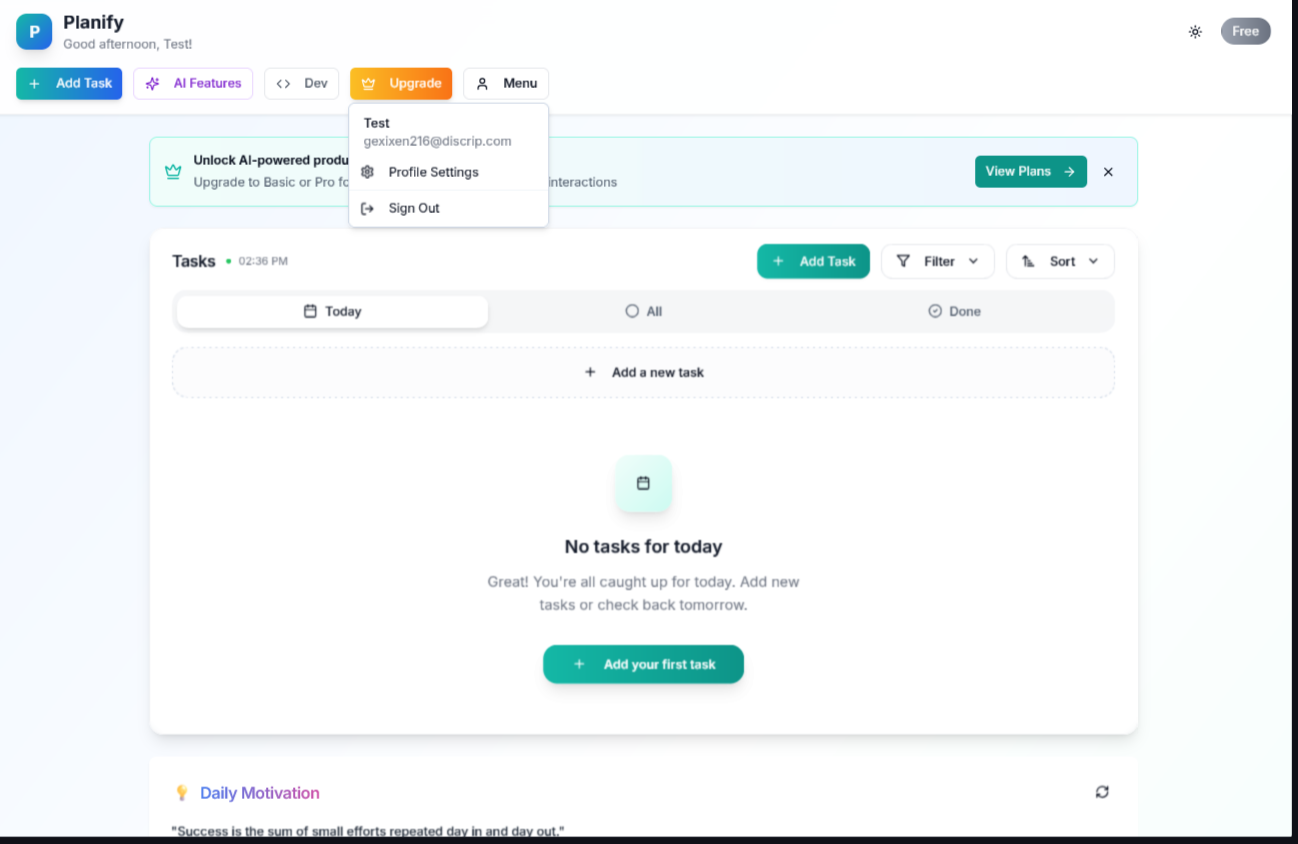 P
Planify
Good afternoon, Test!
Free
Add Task
AI Features
Dev
Upgrade
Menu
Test
gexixen216@discrip.com
Profile Settings
Sign Out
Unlock AI-powered produ
Upgrade to Basic or Pro fo
interactions
View Plans
Tasks
02:36 PM
Add Task
Filter
Sort
Today
All
Done
Add a new task
No tasks for today
Great! You're all caught up for today. Add new
tasks or check back tomorrow.
Add your first task
Daily Motivation
"Success is the sum of small efforts repeated day in and day out."